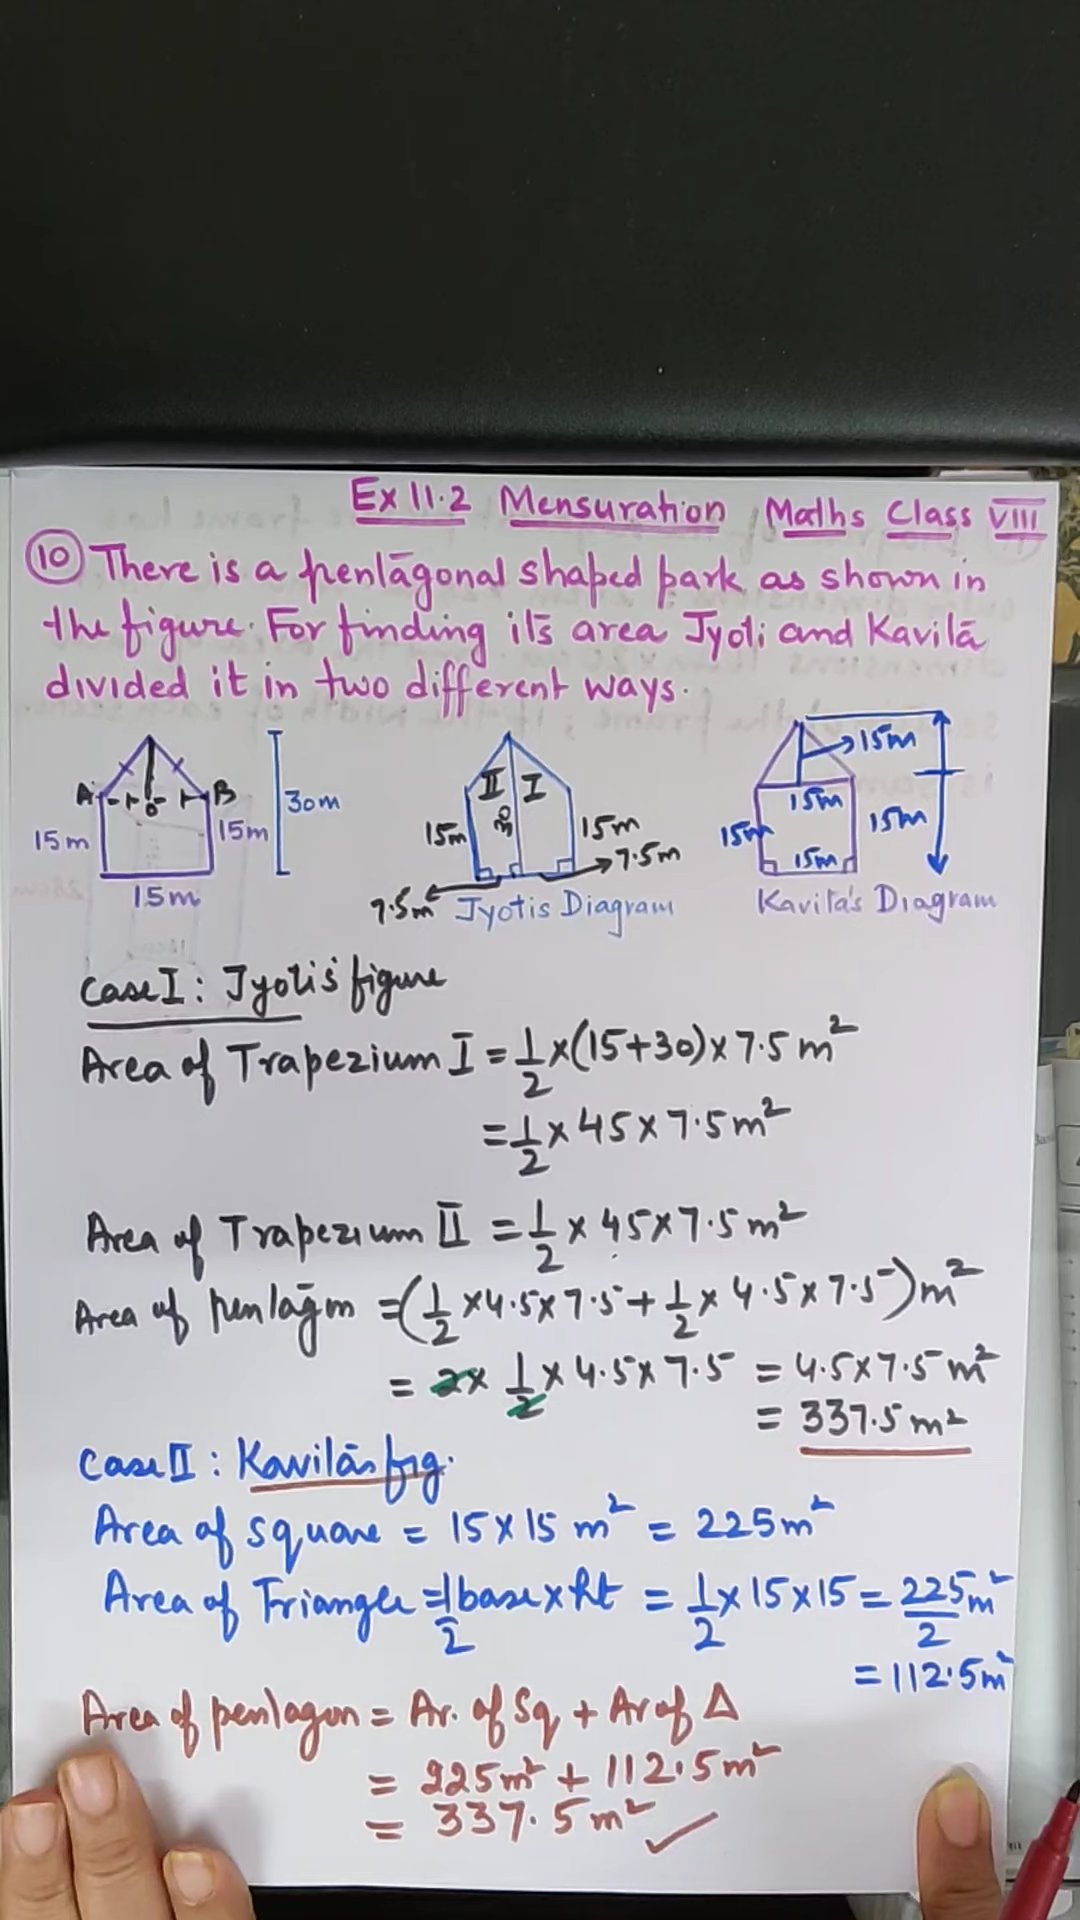 Ex 11.2 Mensuration Maths Class VIII
10 There is a pentagonal shaped park as shown in
the figure. For finding its area Jyoti and Kavita
divided it in two different ways.
A O B
15m 15m 30m
15m
II I
15m 30m 15m
7.5m 7.5m
Jyotis Diagram
15m
15m
15m 15m
15m
Kavita's Diagram
Case I : Jyoti's figure
Area of Trapezium I = 1/2 × (15+30) × 7.5 m²
= 1/2 × 45 × 7.5 m²
Area of Trapezium II = 1/2 × 45 × 7.5 m²
Area of pentagon = (1/2 × 4.5 × 7.5 + 1/2 × 4.5 × 7.5) m²
= 2 × 1/2 × 4.5 × 7.5 = 4.5 × 7.5 m²
= 337.5 m²
Case II : Kavitas fig.
Area of square = 15 × 15 m² = 225 m²
Area of Triangle = 1/2 base × ht = 1/2 × 15 × 15 = 225/2 m²
= 112.5 m²
Area of pentagon = Ar. of Sq + Ar of Δ
= 225 m² + 112.5 m²
= 337.5 m² ✓